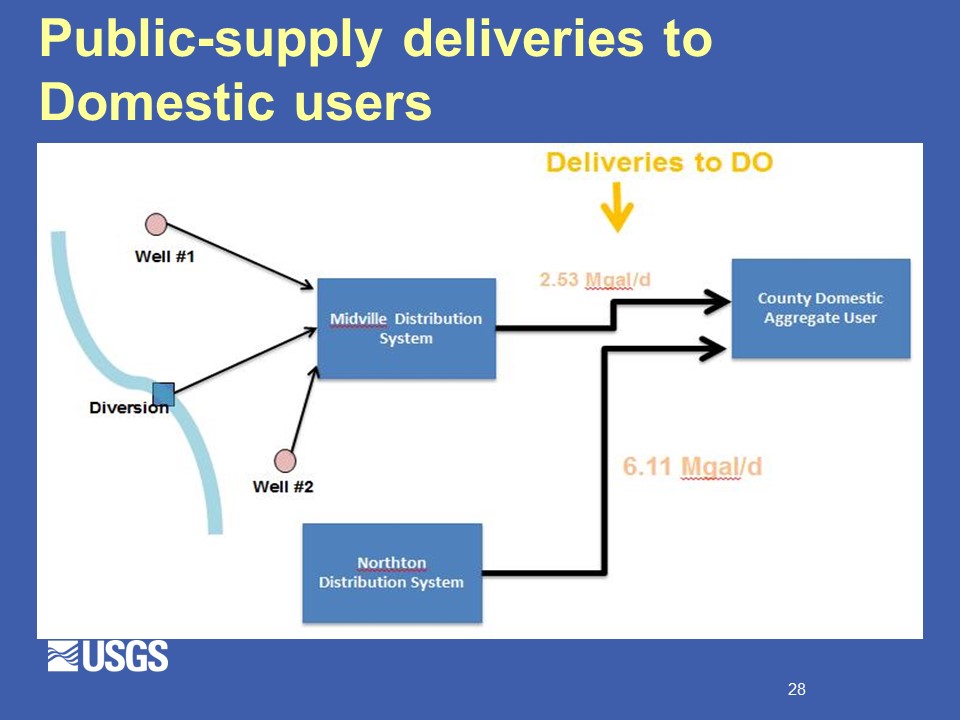 Public-supply deliveries to
Domestic users
Deliveries to DO
Well #1
2.53 Mgal/d
County Domestic
Aggregate User
Midville Distribution
System
Diversion
6.11 Mgal/d
Well #2
Northton
Distribution System
USGS
28